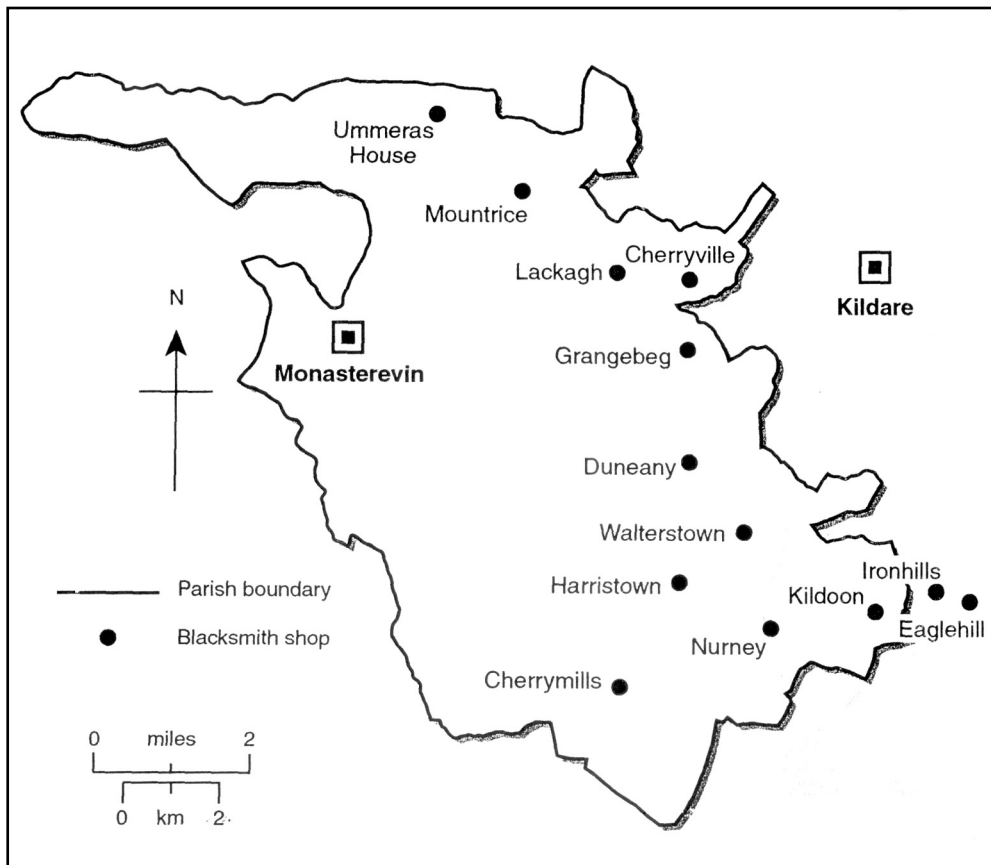 Ummeras
House
Mountrice
Lackagh
Cherryville
Kildare
N
Monasterevin
Grangebeg
Duneany
Walterstown
Harristown
Ironhills
Kildoon
Eaglehill
Nurney
Cherrymills
Parish boundary
Blacksmith shop
0 miles 2
0 km 2